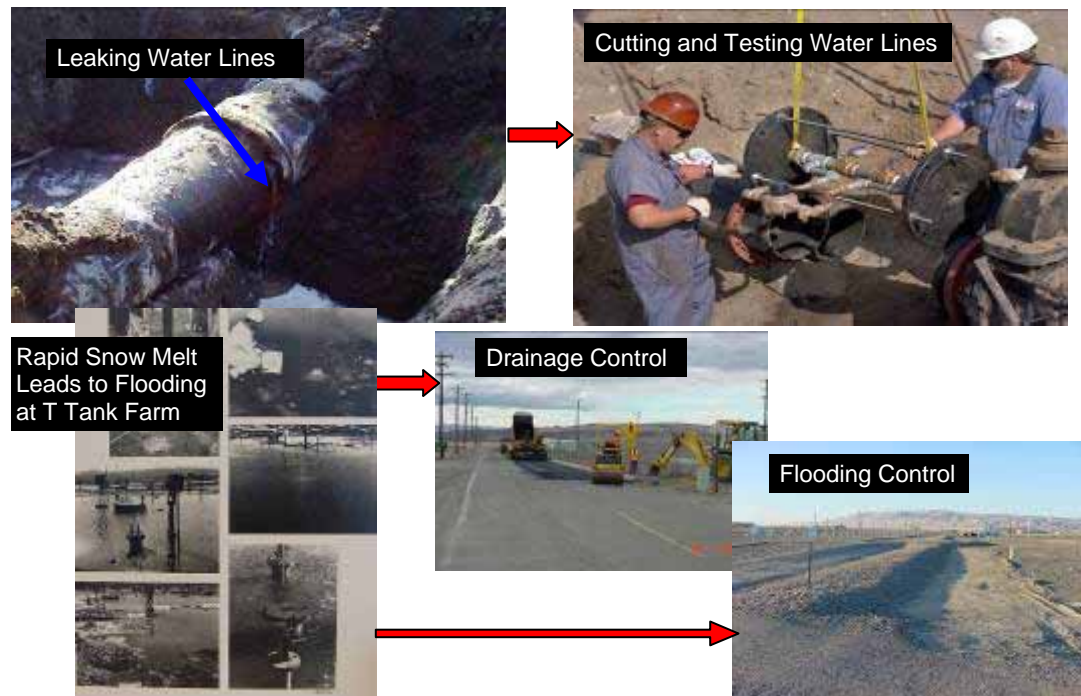 Leaking Water Lines
Cutting and Testing Water Lines
Rapid Snow Melt
Leads to Flooding
at T Tank Farm
Drainage Control
Flooding Control